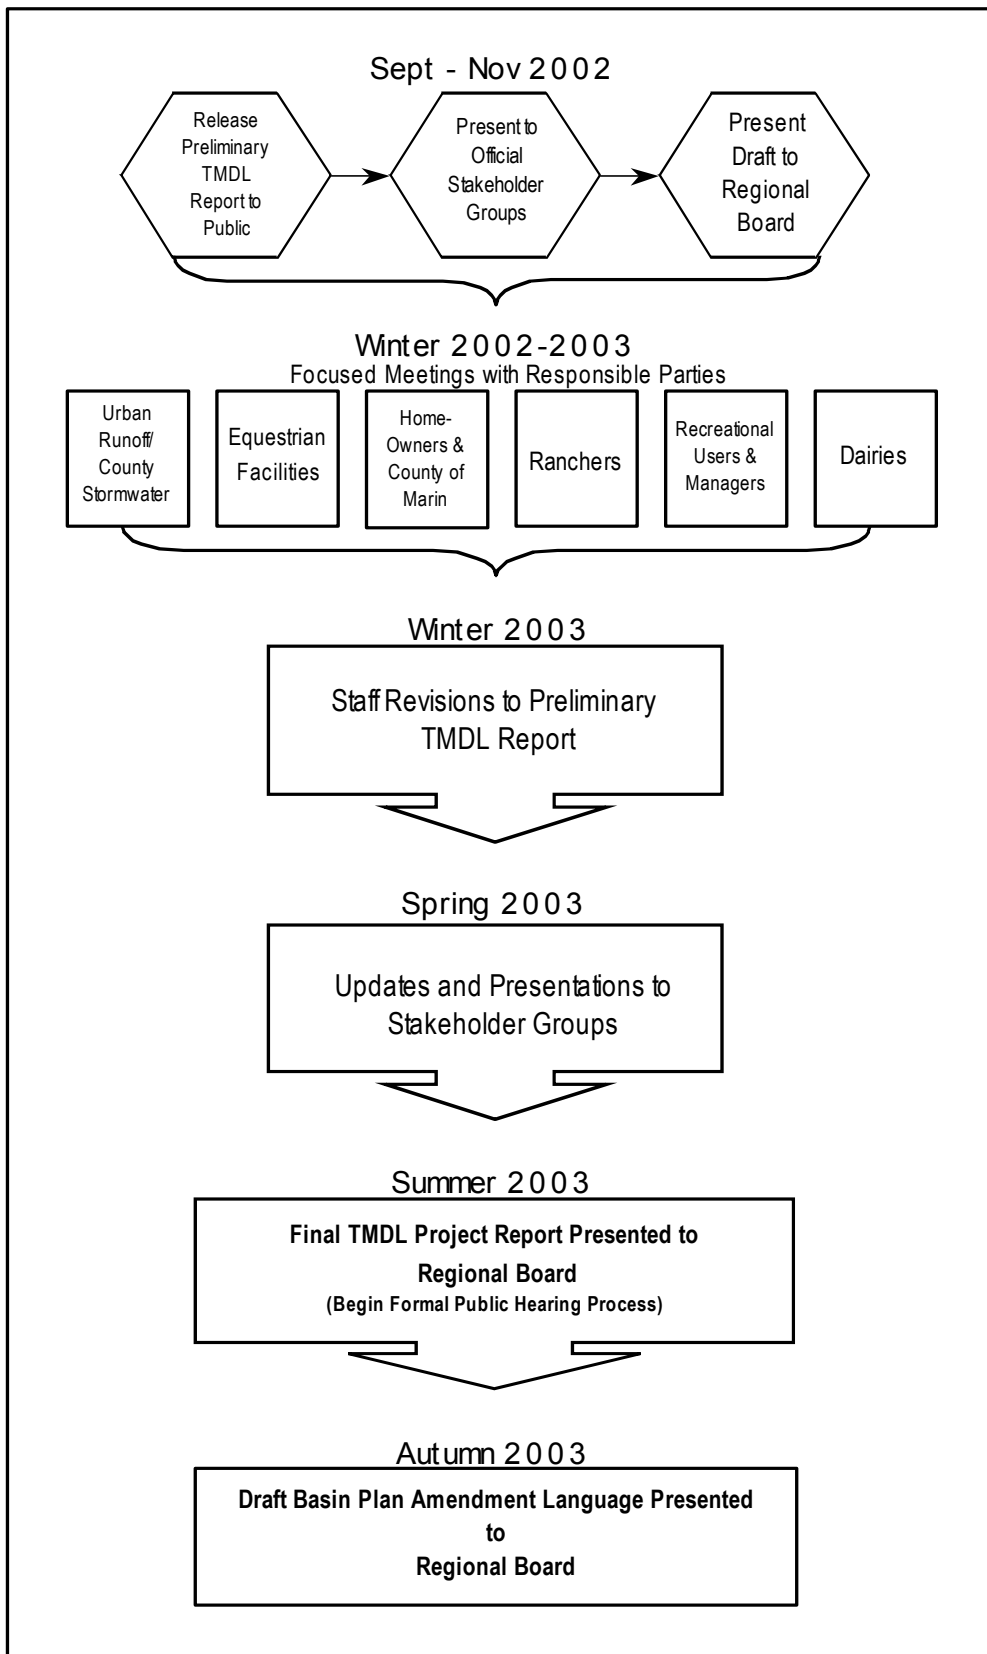 Sept - Nov 2002
Release
Preliminary
TMDL
Report to
Public
Present to
Official
Stakeholder
Groups
Present
Draft to
Regional
Board
Winter 2002-2003
Focused Meetings with Responsible Parties
Urban
Runoff/
County
Stormwater
Equestrian
Facilities
Home-
Owners &
County of
Marin
Ranchers
Recreational
Users &
Managers
Dairies
Winter 2003
Staff Revisions to Preliminary
TMDL Report
Spring 2003
Updates and Presentations to
Stakeholder Groups
Summer 2003
Final TMDL Project Report Presented to
Regional Board
(Begin Formal Public Hearing Process)
Autumn 2003
Draft Basin Plan Amendment Language Presented
to
Regional Board